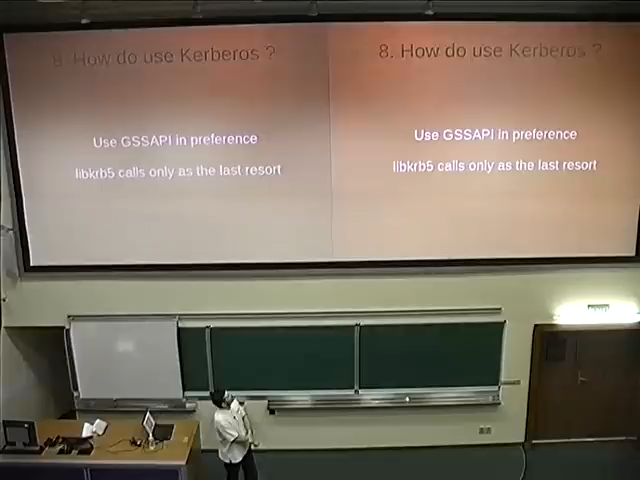 8. How do use Kerberos ?
Use GSSAPI in preference
libkrb5 calls only as the last resort
8. How do use Kerberos ?
Use GSSAPI in preference
libkrb5 calls only as the last resort